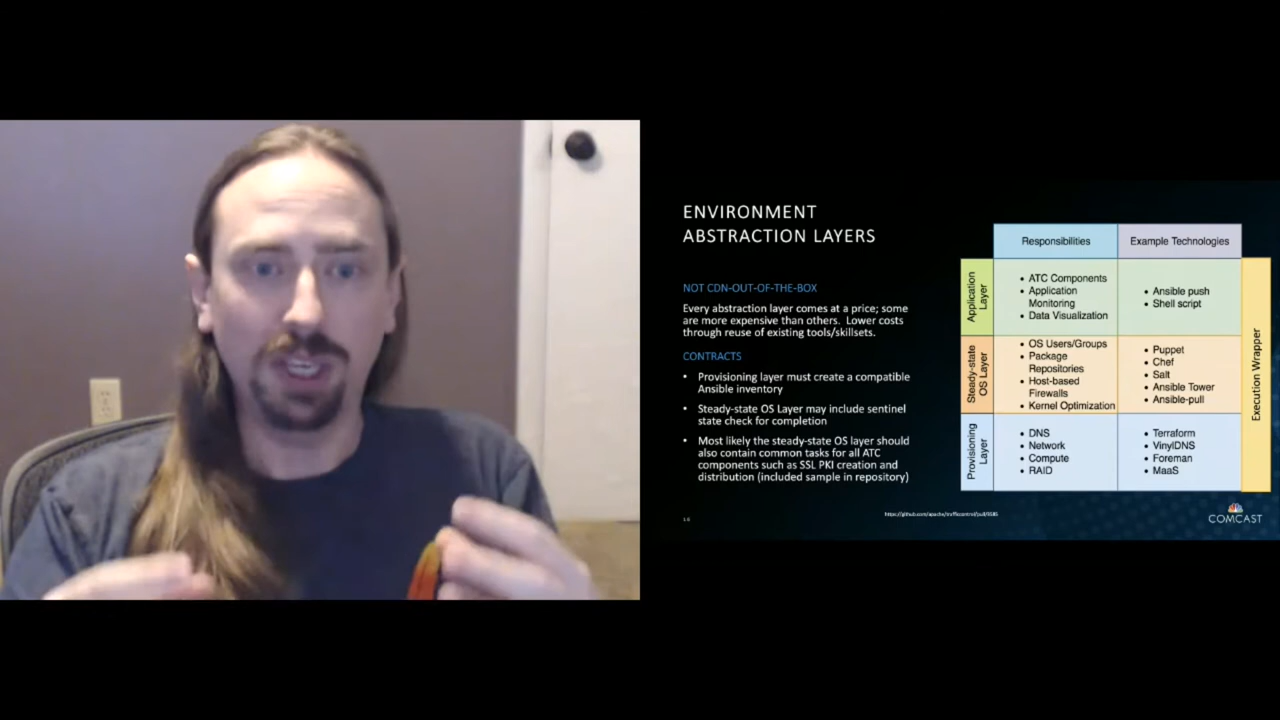 ENVIRONMENT
ABSTRACTION LAYERS
NOT CDN-OUT-OF-THE-BOX
Every abstraction layer comes at a price; some
are more expensive than others. Lower costs
through reuse of existing tools/skillsets.
CONTRACTS
• Provisioning layer must create a compatible
Ansible inventory
• Steady-state OS Layer may include sentinel
state check for completion
• Most likely the steady-state OS layer should
also contain common tasks for all ATC
components such as SSL PKI creation and
distribution (included sample in repository)
Responsibilities
Example Technologies
Application
Layer
• ATC Components
• Application
Monitoring
• Data Visualization
• Ansible push
• Shell script
Steady-state
OS Layer
• OS Users/Groups
• Package
Repositories
• Host-based
Firewalls
• Kernel Optimization
• Puppet
• Chef
• Salt
• Ansible Tower
• Ansible-pull
Provisioning
Layer
• DNS
• Network
• Compute
• RAID
• Terraform
• VinylDNS
• Foreman
• MaaS
Execution Wrapper
COMCAST